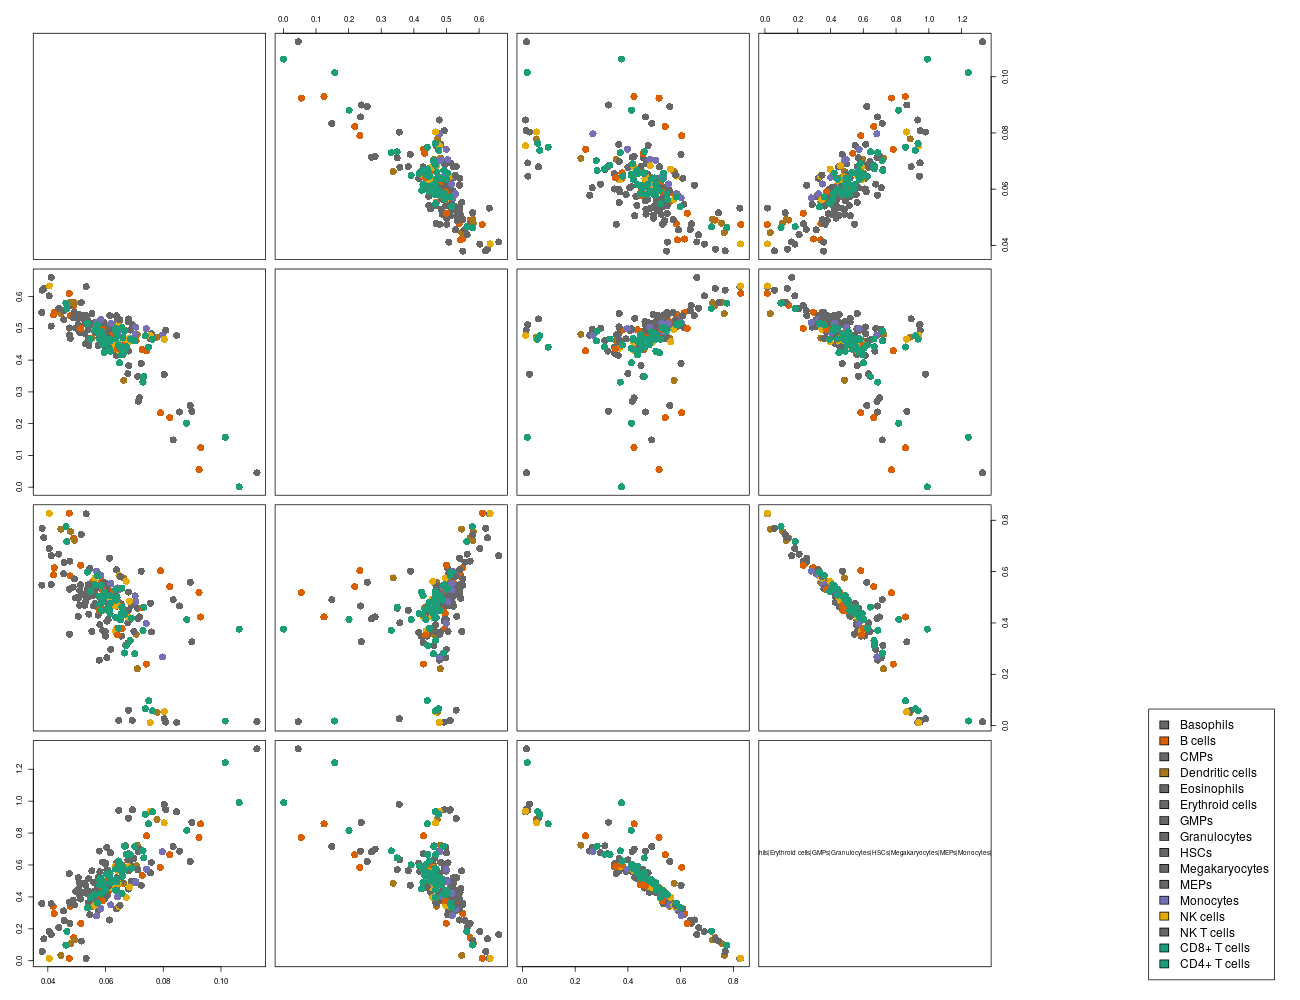 0.0 0.1 0.2 0.3 0.4 0.5 0.6
0.0 0.2 0.4 0.6 0.8 1.0 1.2
0.04 0.06 0.08 0.10
0.0 0.1 0.2 0.3 0.4 0.5 0.6
0.0 0.2 0.4 0.6 0.8
0.0 0.2 0.4 0.6 0.8 1.0 1.2
hils|Erythroid cells|GMPs|Granulocytes|HSCs|Megakaryocytes|MEPs|Monocytes|
0.04 0.06 0.08 0.10
0.0 0.2 0.4 0.6 0.8
Basophils
B cells
CMPs
Dendritic cells
Eosinophils
Erythroid cells
GMPs
Granulocytes
HSCs
Megakaryocytes
MEPs
Monocytes
NK cells
NK T cells
CD8+ T cells
CD4+ T cells